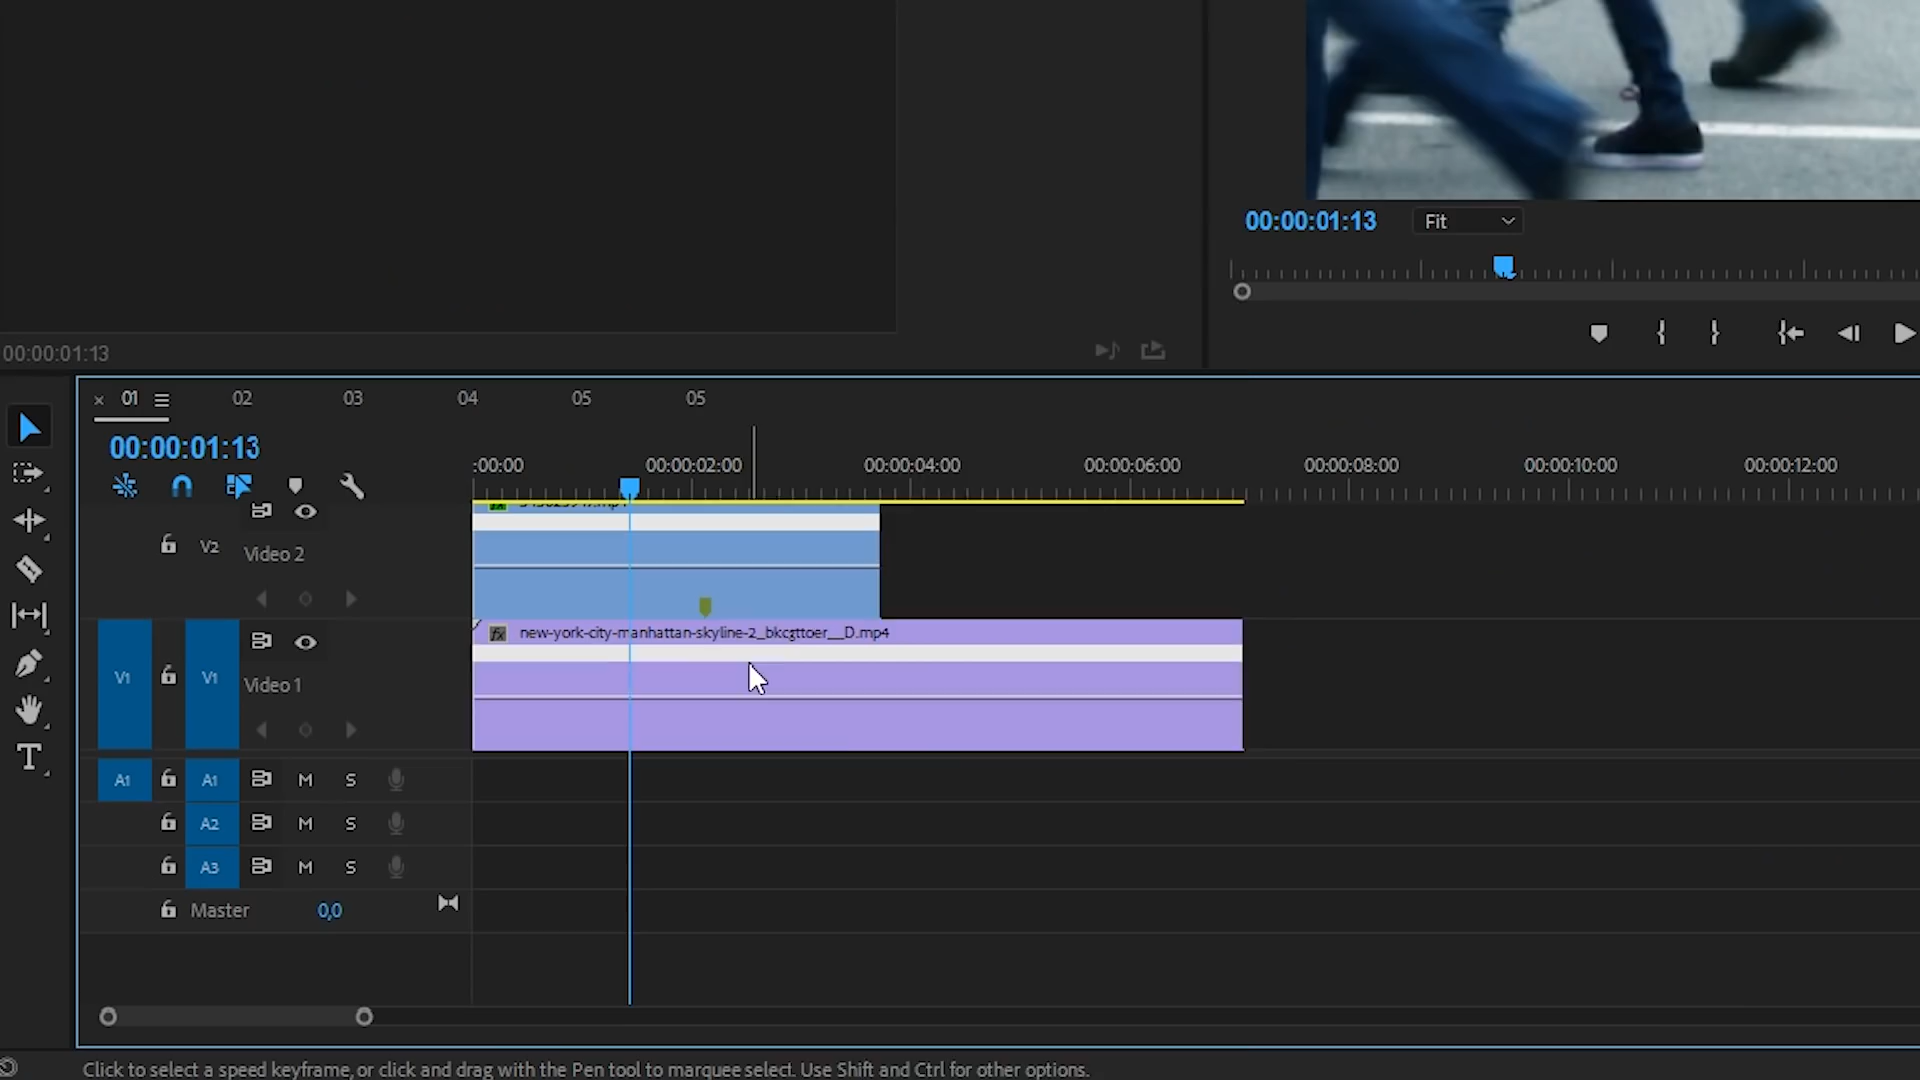 00:00:01:13 Fit
00:00:01:13
01 02 03 04 05 05
00:00:01:13
:00:00 00:00:02:00 00:00:04:00 00:00:06:00 00:00:08:00 00:00:10:00 00:00:12:00
V2 Video 2
fx new-york-city-manhattan-skyline-2_bkcgttoer__D.mp4
V1 V1 Video 1
A1 A1 M S
A2 M S
A3 M S
Master 0,0
Click to select a speed keyframe, or click and drag with the Pen tool to marquee select. Use Shift and Ctrl for other options.